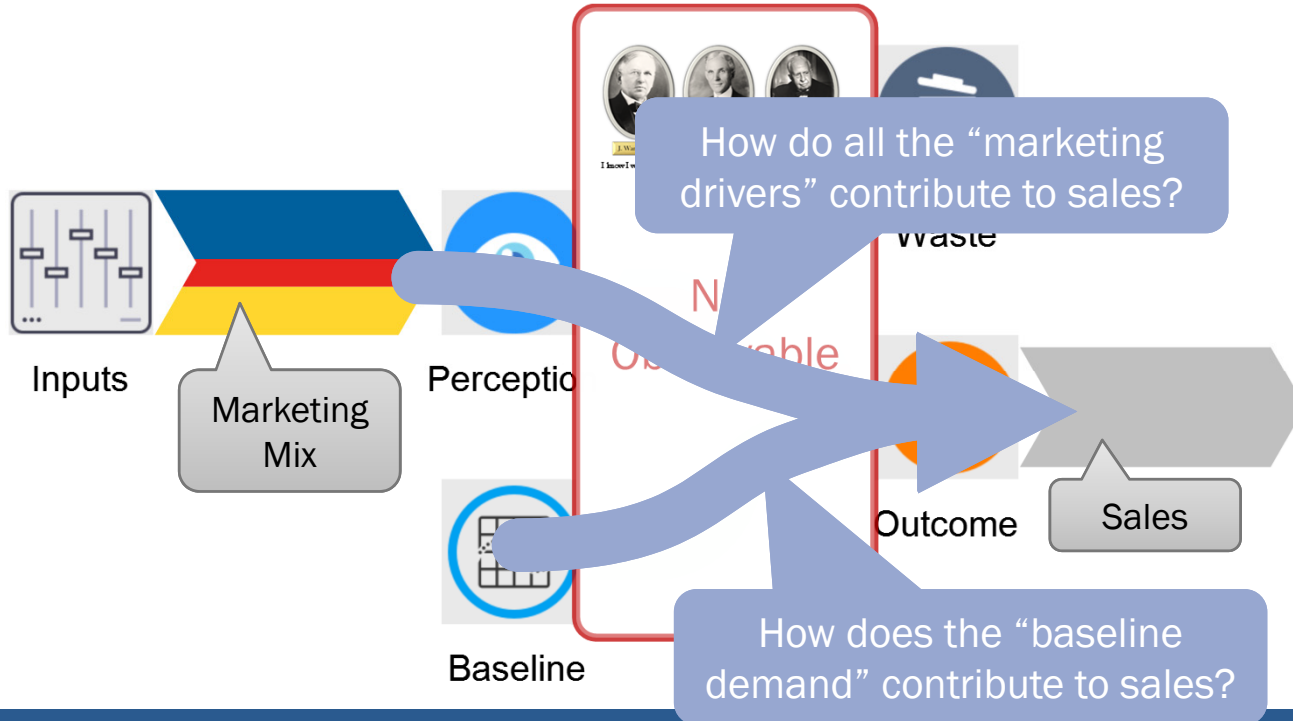 How do all the “marketing
drivers” contribute to sales?
Waste
Inputs
Marketing
Mix
Outcome
Sales
Baseline
How does the “baseline
demand” contribute to sales?